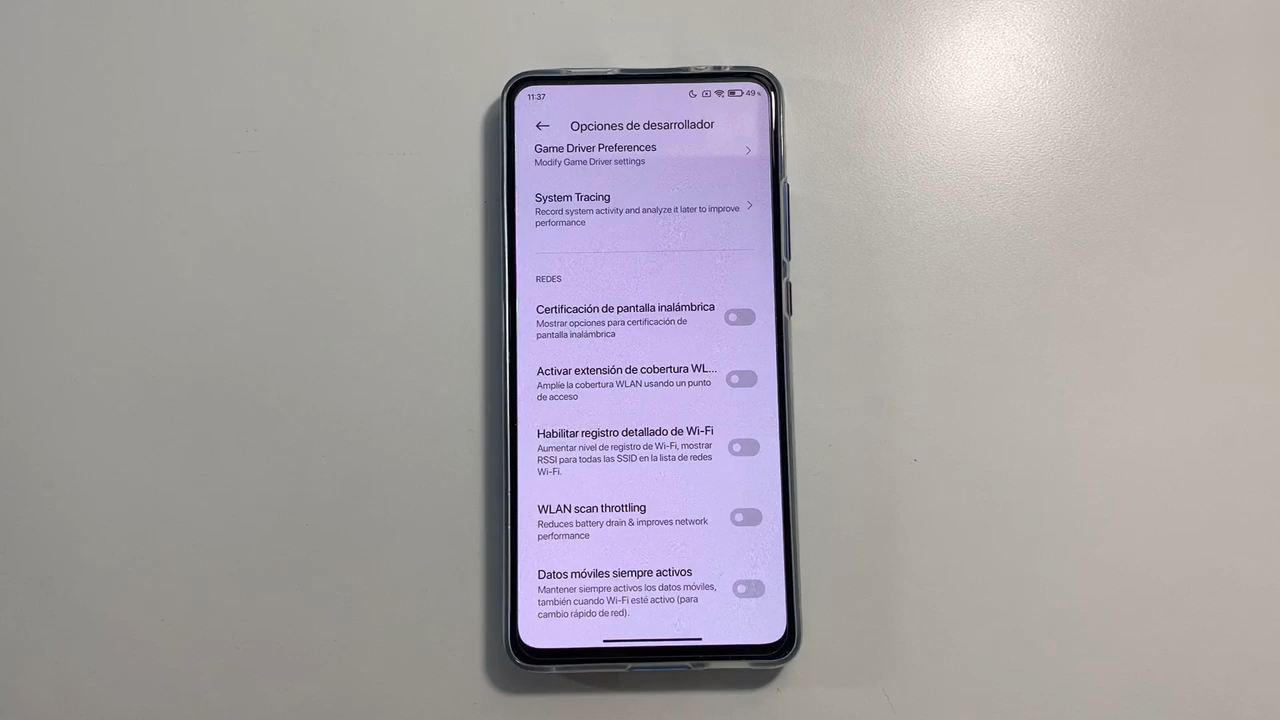 11:37
49%
Opciones de desarrollador
Game Driver Preferences
Modify Game Driver settings
System Tracing
Record system activity and analyze it later to improve
performance
REDES
Certificación de pantalla inalámbrica
Mostrar opciones para certificación de
pantalla inalámbrica
Activar extensión de cobertura WL...
Amplíe la cobertura WLAN usando un punto
de acceso
Habilitar registro detallado de Wi-Fi
Aumentar nivel de registro de Wi-Fi, mostrar
RSSI para todas las SSID en la lista de redes
Wi-Fi.
WLAN scan throttling
Reduces battery drain & improves network
performance
Datos móviles siempre activos
Mantener siempre activos los datos móviles,
también cuando Wi-Fi esté activo (para
cambio rápido de red).